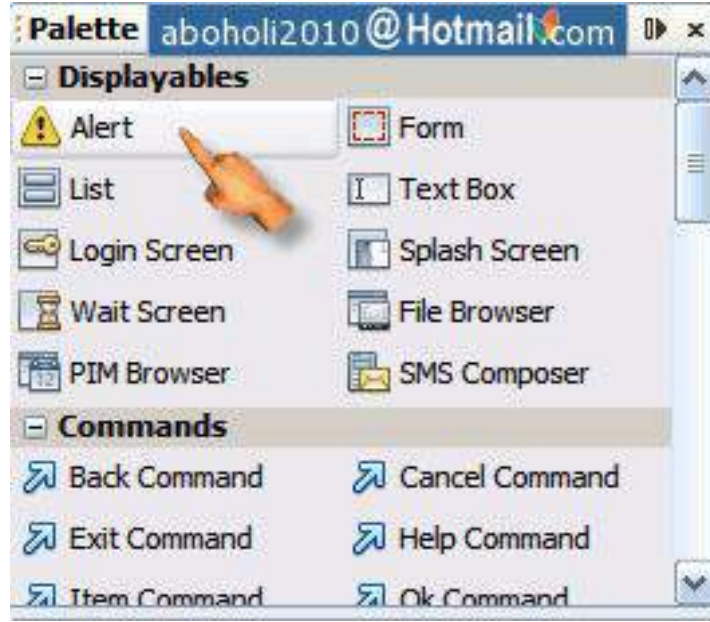 Palette aboholi2010@Hotmail.com
Displayables
Alert Form
List Text Box
Login Screen Splash Screen
Wait Screen File Browser
PIM Browser SMS Composer
Commands
Back Command Cancel Command
Exit Command Help Command
Item Command Ok Command